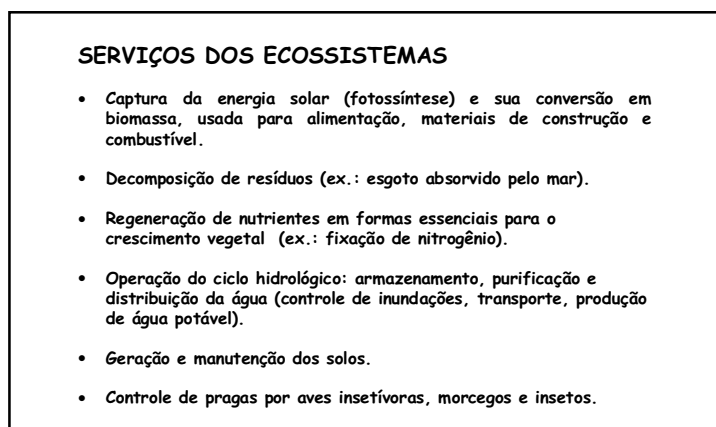 SERVIÇOS DOS ECOSSISTEMAS
• Captura da energia solar (fotossíntese) e sua conversão em
biomassa, usada para alimentação, materiais de construção e
combustível.
• Decomposição de resíduos (ex.: esgoto absorvido pelo mar).
• Regeneração de nutrientes em formas essenciais para o
crescimento vegetal (ex.: fixação de nitrogênio).
• Operação do ciclo hidrológico: armazenamento, purificação e
distribuição da água (controle de inundações, transporte, produção
de água potável).
• Geração e manutenção dos solos.
• Controle de pragas por aves insetívoras, morcegos e insetos.